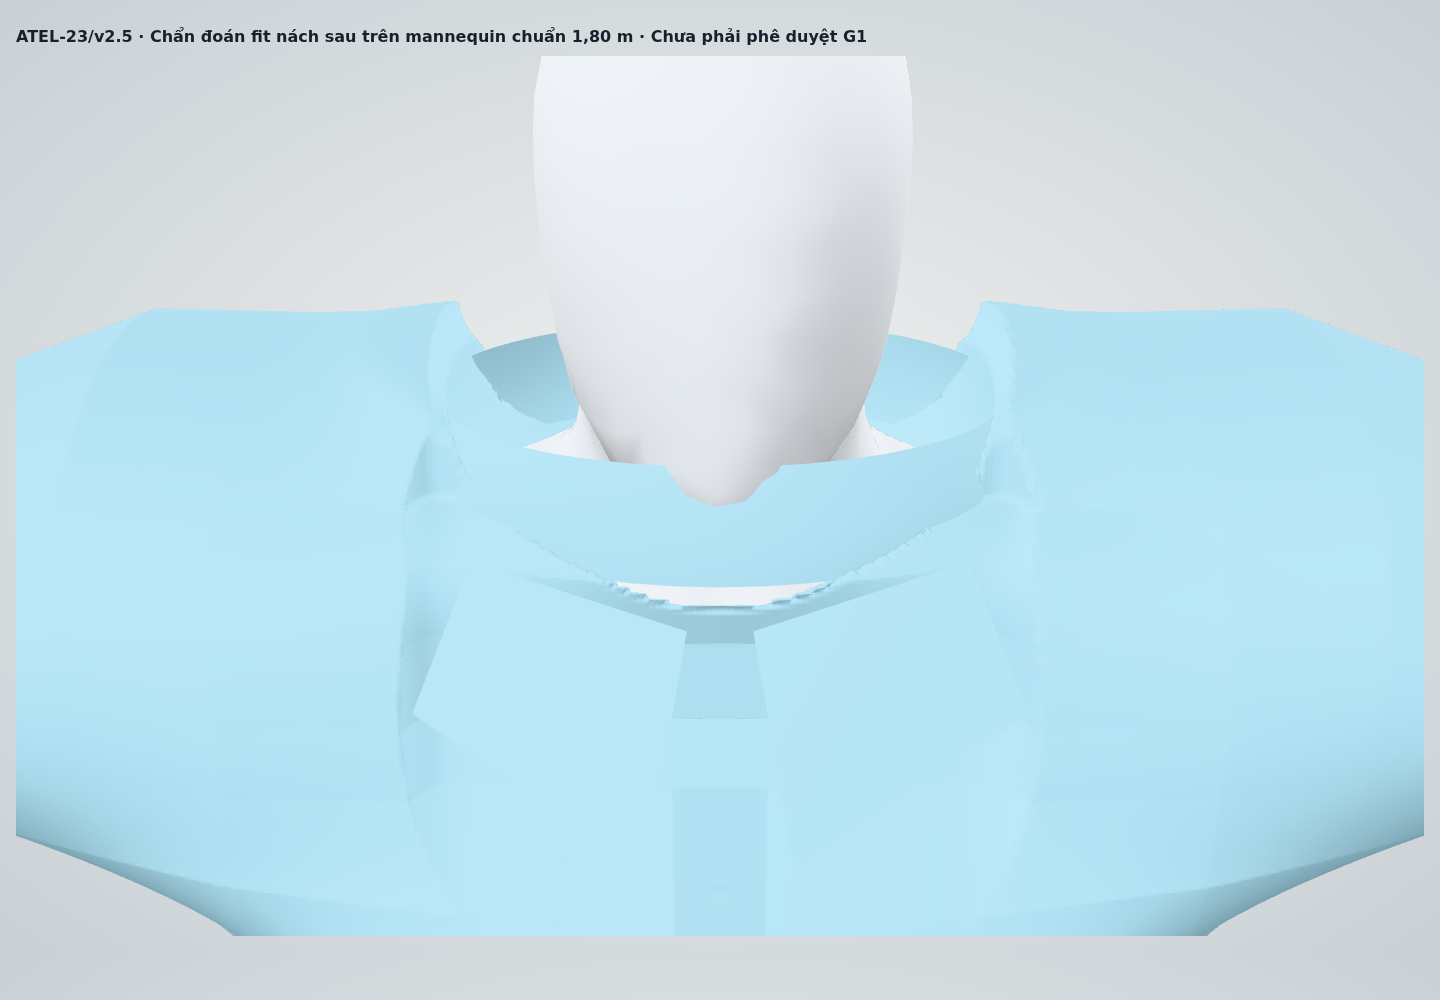 ATEL-23/v2.5 · Chẩn đoán fit nách sau trên mannequin chuẩn 1,80 m · Chưa phải phê duyệt G1